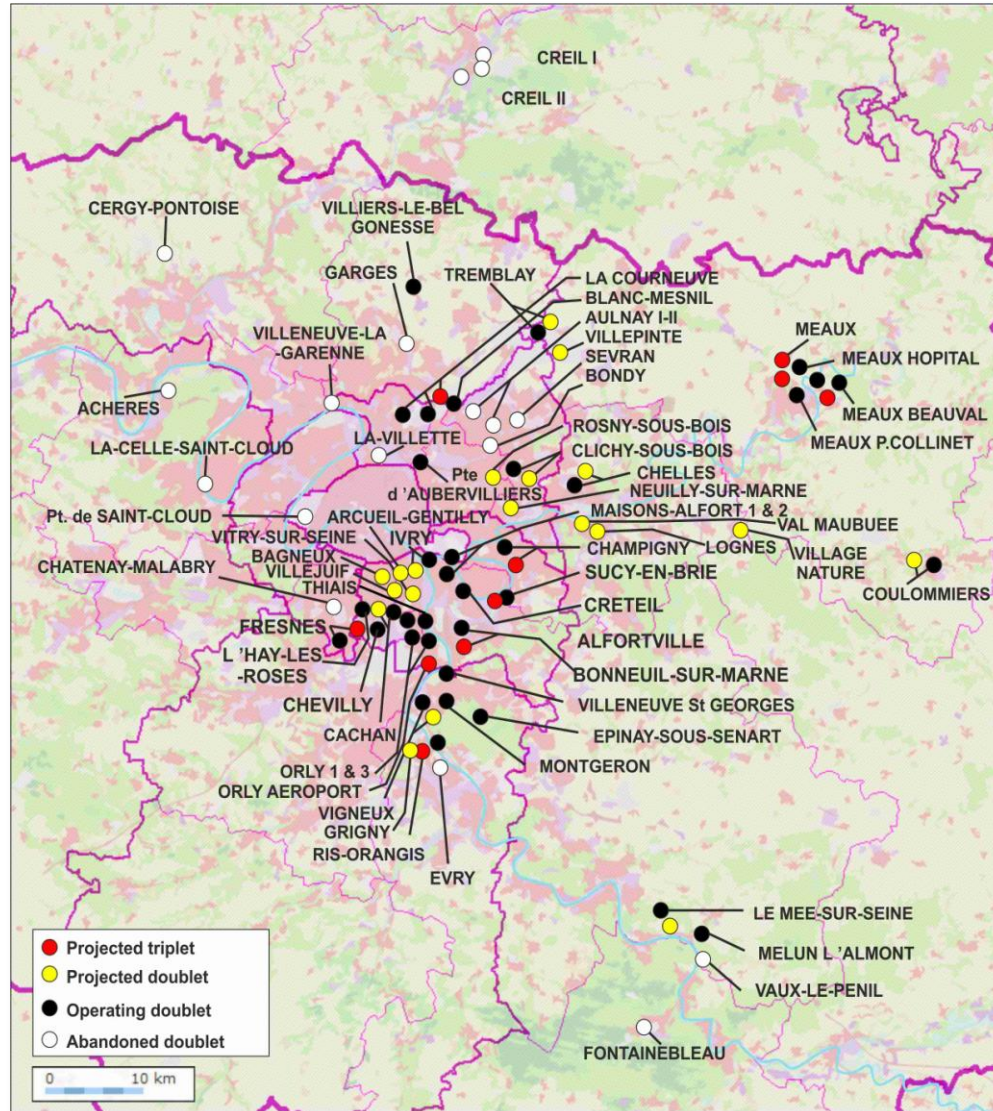 CREIL I
CREIL II
CERGY-PONTOISE
VILLIERS-LE-BEL
GONESSE
GARGES
TREMBLAY
LA COURNEUVE
BLANC-MESNIL
AULNAY I-II
VILLEPINTE
SEVRAN
BONDY
VILLENEUVE-LA
-GARENNE
MEAUX
MEAUX HOPITAL
MEAUX BEAUVAL
MEAUX P.COLLINET
ACHERES
LA-CELLE-SAINT-CLOUD
LA-VILLETTE
Pte
d 'AUBERVILLIERS
ROSNY-SOUS-BOIS
CLICHY-SOUS-BOIS
CHELLES
NEUILLY-SUR-MARNE
MAISONS-ALFORT 1 & 2
Pt. de SAINT-CLOUD
ARCUEIL-GENTILLY
VITRY-SUR-SEINE
IVRY
BAGNEUX
CHATENAY-MALABRY
VILLEJUIF
THIAIS
VAL MAUBUEE
LOGNES
VILLAGE
NATURE
COULOMMIERS
CHAMPIGNY
SUCY-EN-BRIE
CRETEIL
FRESNES
L 'HAY-LES
-ROSES
ALFORTVILLE
BONNEUIL-SUR-MARNE
CHEVILLY
VILLENEUVE St GEORGES
CACHAN
EPINAY-SOUS-SENART
MONTGERON
ORLY 1 & 3
ORLY AEROPORT
VIGNEUX
GRIGNY
RIS-ORANGIS
EVRY
LE MEE-SUR-SEINE
MELUN L 'ALMONT
VAUX-LE-PENIL
FONTAINEBLEAU
Projected triplet
Projected doublet
Operating doublet
Abandoned doublet
0 10 km